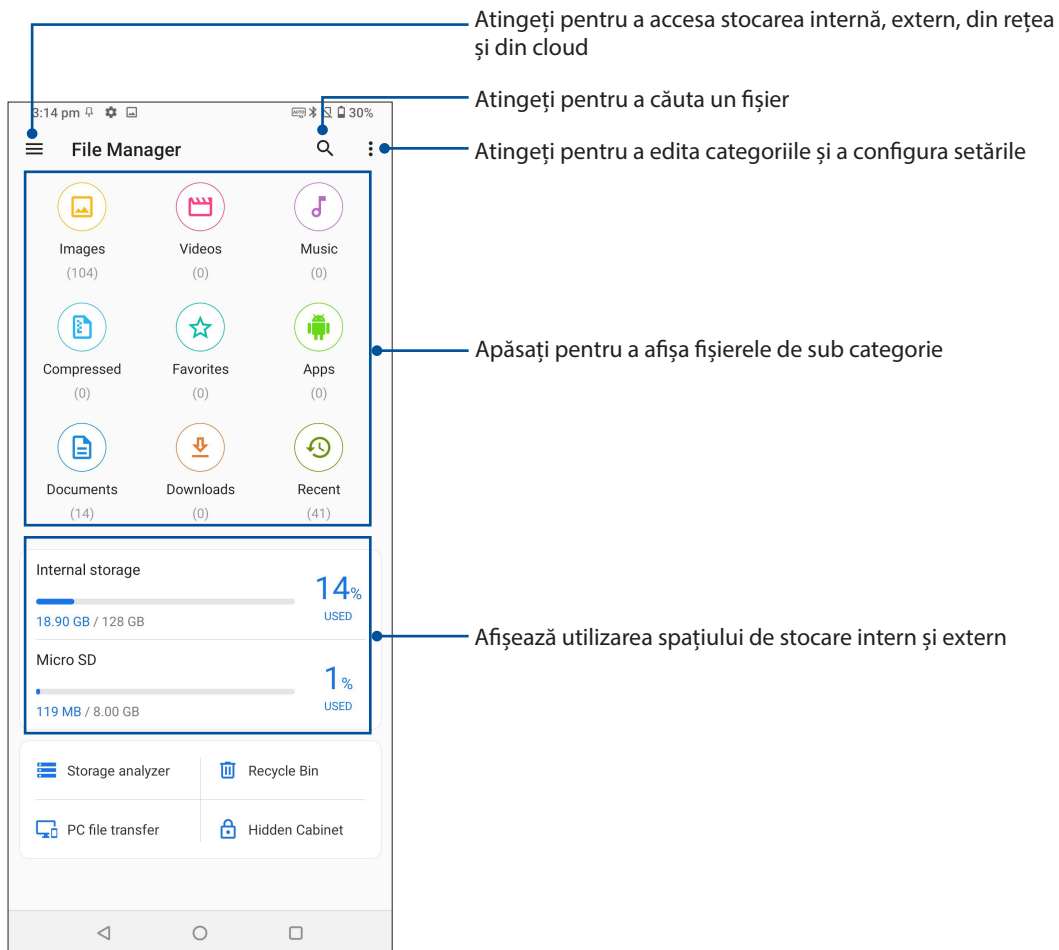 Atingeți pentru a accesa stocarea internă, extern, din rețea
și din cloud
Atingeți pentru a căuta un fișier
Atingeți pentru a edita categoriile și a configura setările
Apăsați pentru a afișa fișierele de sub categorie
Afișează utilizarea spațiului de stocare intern și extern
3:14 pm 30%
File Manager
Images Videos Music
(104) (0) (0)
Compressed Favorites Apps
(0) (0) (0)
Documents Downloads Recent
(14) (0) (41)
Internal storage
14%
18.90 GB / 128 GB USED
Micro SD
1%
119 MB / 8.00 GB USED
Storage analyzer Recycle Bin
PC file transfer Hidden Cabinet